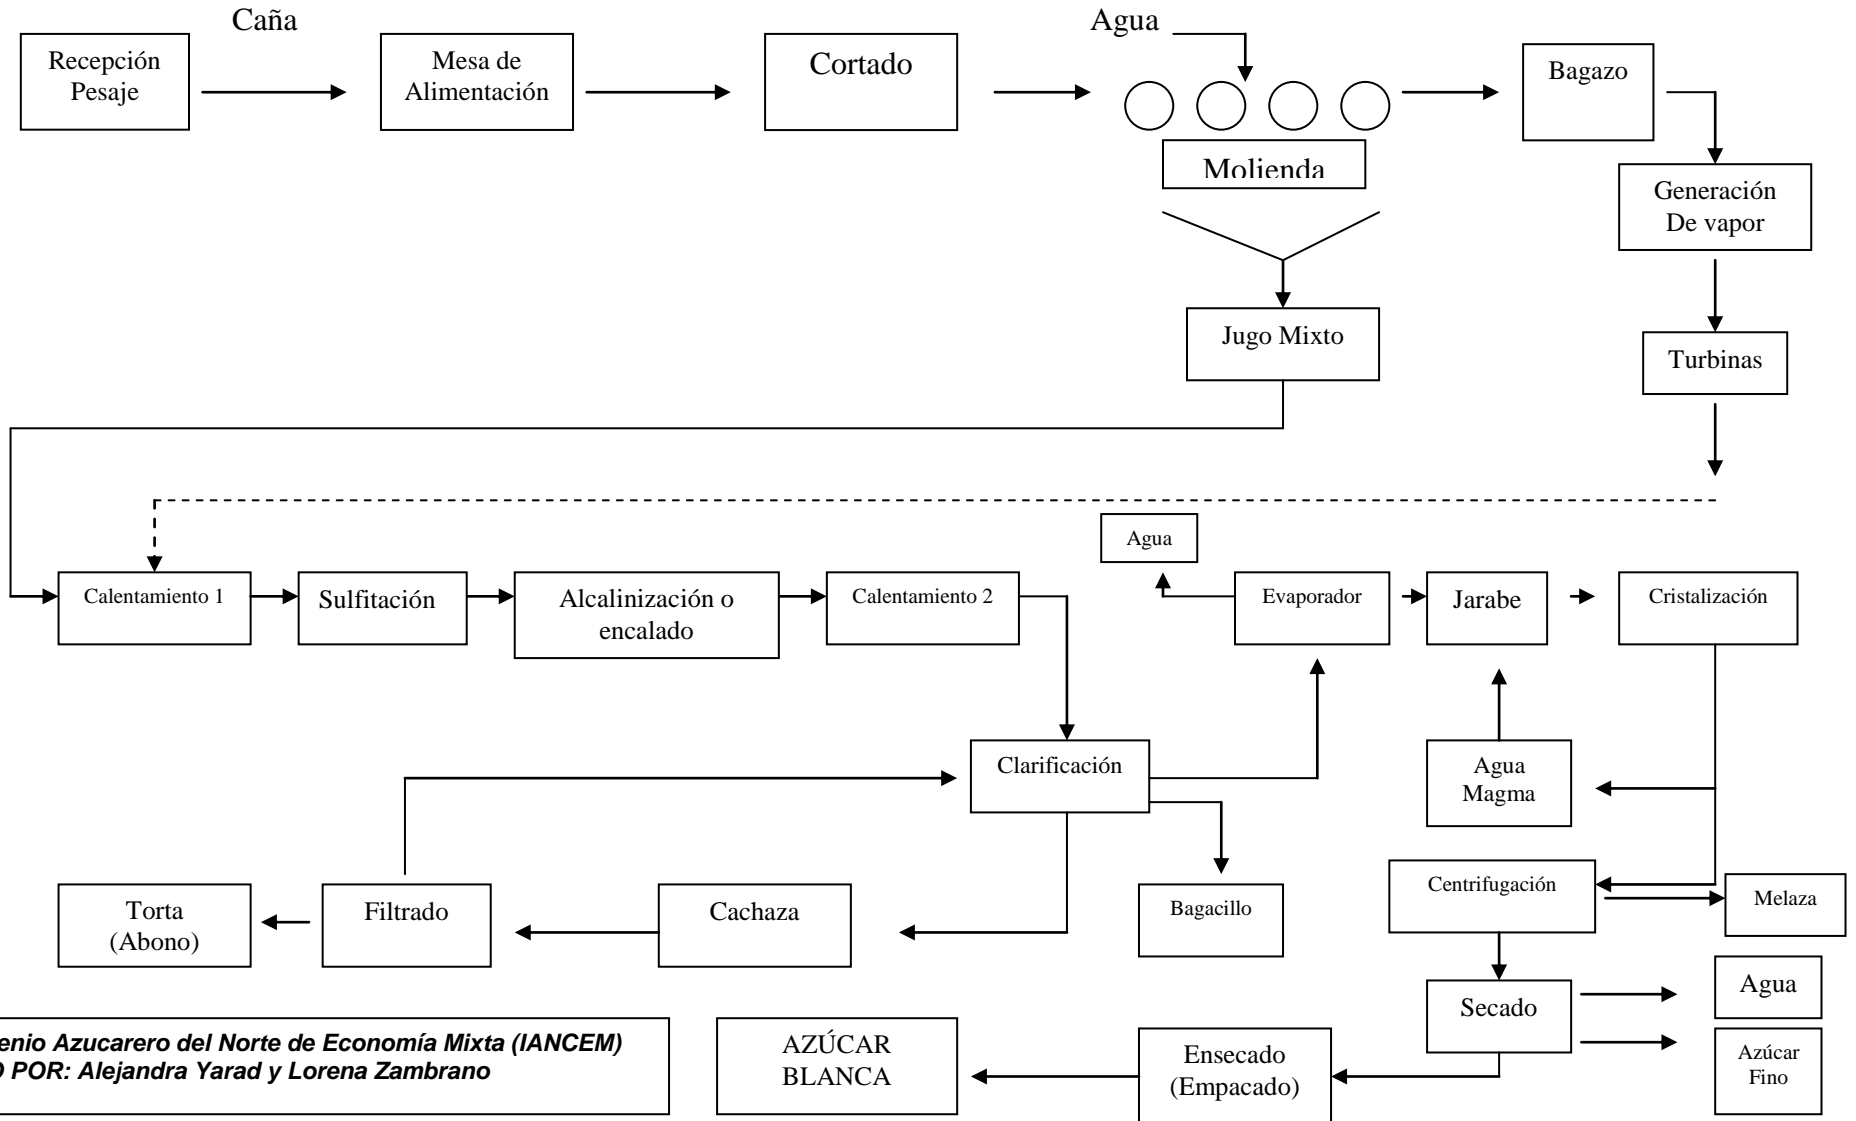 Caña
Agua
Recepción
Pesaje
Mesa de
Alimentación
Cortado
Bagazo
Molienda
Generación
De vapor
Jugo Mixto
Turbinas
Agua
Calentamiento 1
Sulfitación
Alcalinización o
encalado
Calentamiento 2
Evaporador
Jarabe
Cristalización
Clarificación
Agua
Magma
Centrifugación
Melaza
Torta
(Abono)
Filtrado
Cachaza
Bagacillo
Secado
Agua
Azúcar
Fino
enio Azucarero del Norte de Economía Mixta (IANCEM)
O POR: Alejandra Yarad y Lorena Zambrano
AZÚCAR
BLANCA
Ensecado
(Empacado)